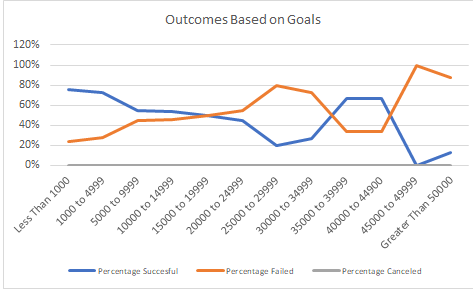 Outcomes Based on Goals
120%
100%
80%
60%
40%
20%
0%
Less Than 1000
1000 to 4999
5000 to 9999
10000 to 14999
15000 to 19999
20000 to 24999
25000 to 29999
30000 to 34999
35000 to 39999
40000 to 44900
45000 to 49999
Greater Than 50000
Percentage Succesful
Percentage Failed
Percentage Canceled